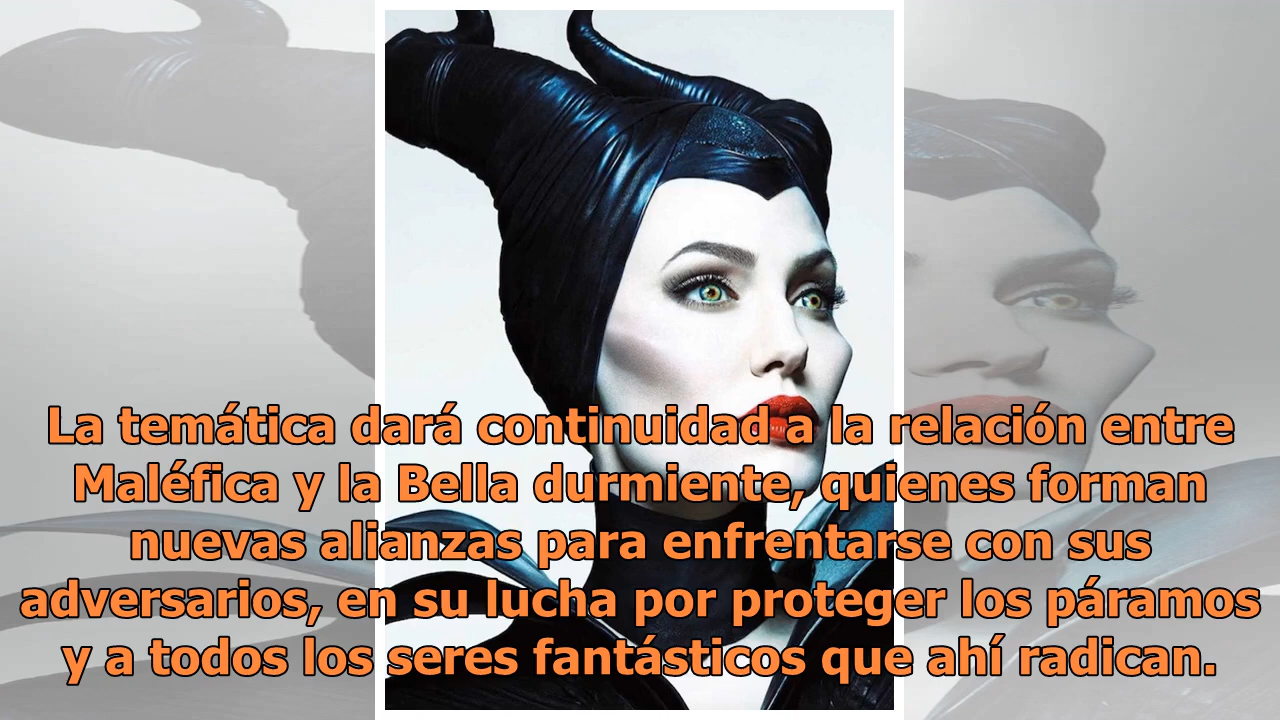 La temática dará continuidad a la relación entre
Maléfica y la Bella durmiente, quienes forman
nuevas alianzas para enfrentarse con sus
adversarios, en su lucha por proteger los páramos
y a todos los seres fantásticos que ahí radican.